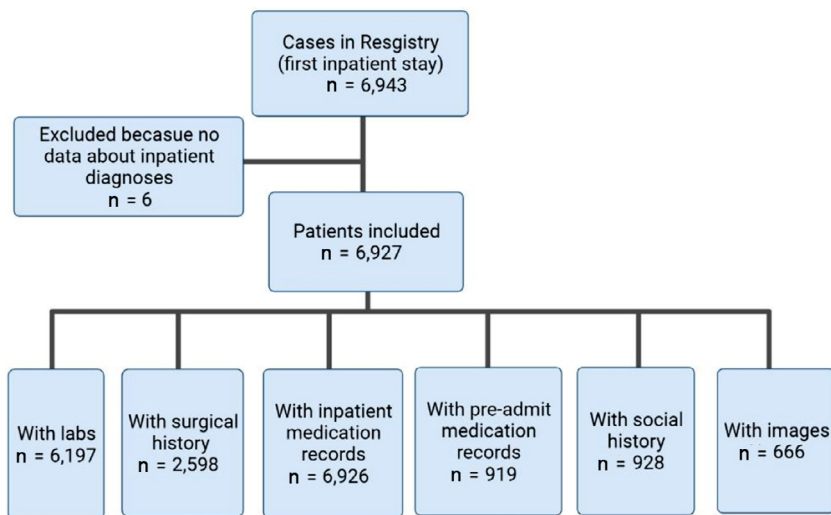 Cases in Resgistry
(first inpatient stay)
n = 6,943
Excluded becasue no
data about inpatient
diagnoses
n = 6
Patients included
n = 6,927
With labs
n = 6,197
With surgical
history
n = 2,598
With inpatient
medication
records
n = 6,926
With pre-admit
medication
records
n = 919
With social
history
n = 928
With images
n = 666